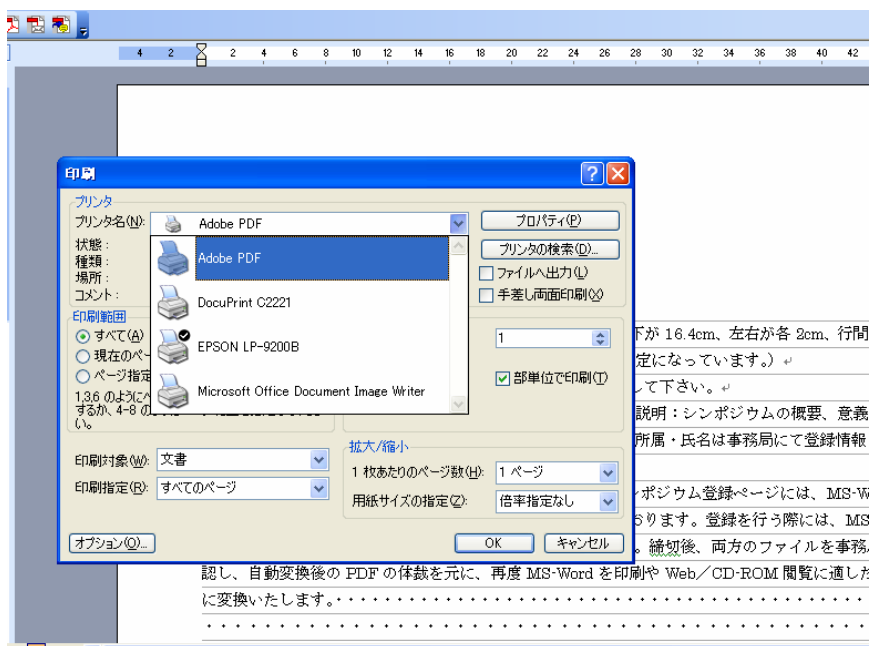 4 2 2 4 6 8 10 12 14 16 18 20 22 24 26 28 30 32 34 36 38 40 42
印刷
プリンタ
プリンタ名(N): Adobe PDF プロパティ(P)
状態:
種類:
場所:
コメント:
Adobe PDF
DocuPrint C2221
EPSON LP-9200B
Microsoft Office Document Image Writer
プリンタの検索(D)...
ファイルへ出力(L)
手差し両面印刷(X)
印刷範囲
すべて(A)
現在のペー
ページ指定
1,3,6 のように
するか、4-8 の
い。
1
部単位で印刷(T)
印刷対象(W): 文書
印刷指定(R): すべてのページ
拡大/縮小
1 枚あたりのページ数(H): 1 ページ
用紙サイズの指定(Z): 倍率指定なし
オプション(O)... OK キャンセル
下が 16.4cm、左右が各 2cm、行間
定になっています。)
して下さい。
説明:シンポジウムの概要、意義
所属・氏名は事務局にて登録情報
ンポジウム登録ページには、MS-W
おります。登録を行う際には、MS
。締切後、両方のファイルを事務
認し、自動変換後の PDF の体裁を元に、再度 MS-Word を印刷や Web/CD-ROM 閲覧に適した
に変換いたします。・・・・・・・・・・・・・・・・・・・・・・・・・・・・・・・・・・・・
・・・・・・・・・・・・・・・・・・・・・・・・・・・・・・・・・・・・・・・・・・・・・